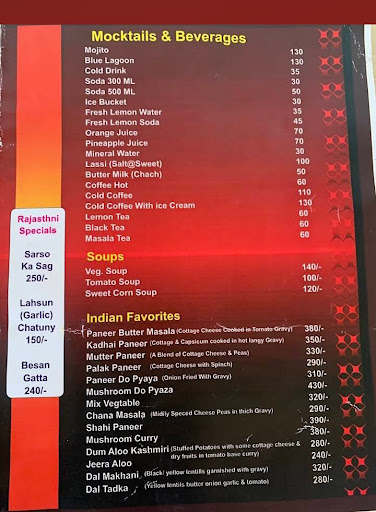 Mocktails & Beverages
Mojito 130
Blue Lagoon 130
Cold Drink 35
Soda 300 ML 30
Soda 500 ML 50
Ice Bucket 30
Fresh Lemon Water 35
Fresh Lemon Soda 45
Orange Juice 70
Pineapple Juice 70
Mineral Water 30
Lassi (Salt@Sweet) 100
Butter Milk (Chach) 50
Coffee Hot 60
Cold Coffee 110
Cold Coffee With ice Cream 130
Lemon Tea 60
Black Tea 60
Masala Tea 60
Rajasthni
Specials
Sarso
Ka Sag
250/-
Lahsun
(Garlic)
Chatuny
150/-
Besan
Gatta
240/-
Soups
Veg. Soup 140/-
Tomato Soup 100/-
Sweet Corn Soup 120/-
Indian Favorites
Paneer Butter Masala (Cottage Cheese Cooked in Tomato Gravy) 380/-
Kadhai Paneer (Cottage & Capsicum cooked in hot tangy Gravy) 350/-
Mutter Paneer (A Blend of Cottage Cheese & Peas) 330/-
Palak Paneer (Cottage Cheese with Spinch) 290/-
Paneer Do Pyaya (Onion Fried With Gravy) 310/-
Mushroom Do Pyaza 430/-
Mix Vegtable 320/-
Chana Masala (Midily Speced Cheese Peas in thich Gravy) 290/-
Shahi Paneer 390/-
Mushroom Curry 380/-
Dum Aloo Kashmiri (Stuffed Potatoes with some cottage cheese & 280/-
dry fruits in tomato base curry)
Jeera Aloo 240/-
Dal Makhani (Black/ yellow lentils garnished with gravy) 320/-
Dal Tadka (Yellow lentils butter onion garlic & tomato) 280/-